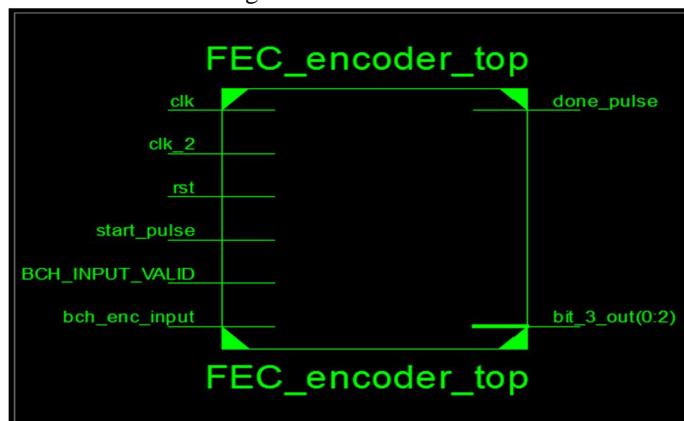 FEC_encoder_top
clk
done_pulse
clk_2
rst
start_pulse
BCH_INPUT_VALID
bch_enc_input
bit_3_out(0:2)
FEC_encoder_top